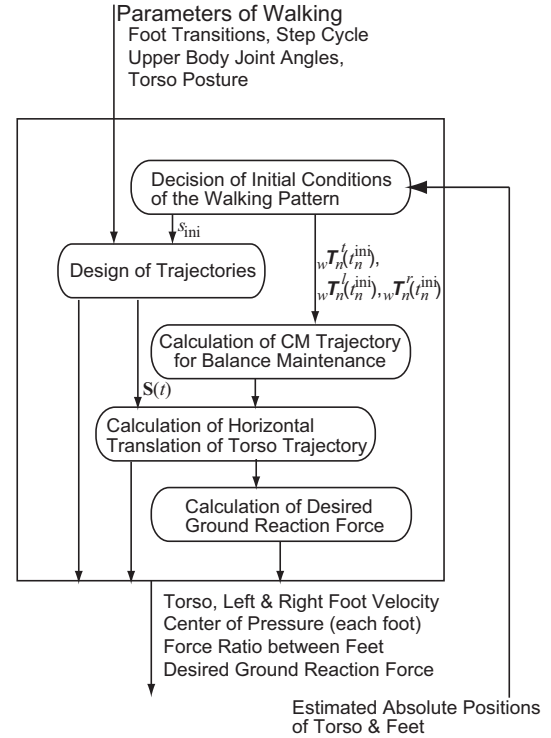 Parameters of Walking
Foot Transitions, Step Cycle
Upper Body Joint Angles,
Torso Posture
Decision of Initial Conditions
of the Walking Pattern
s_ini
Design of Trajectories
_wT_n^t(t_n^ini),
_wT_n^l(t_n^ini), _wT_n^r(t_n^ini)
Calculation of CM Trajectory
for Balance Maintenance
S(t)
Calculation of Horizontal
Translation of Torso Trajectory
Calculation of Desired
Ground Reaction Force
Torso, Left & Right Foot Velocity
Center of Pressure (each foot)
Force Ratio between Feet
Desired Ground Reaction Force
Estimated Absolute Positions
of Torso & Feet